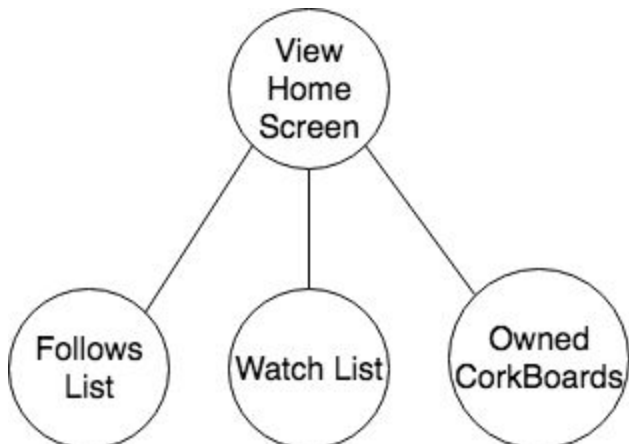 View
Home
Screen
Follows
List
Watch List
Owned
CorkBoards